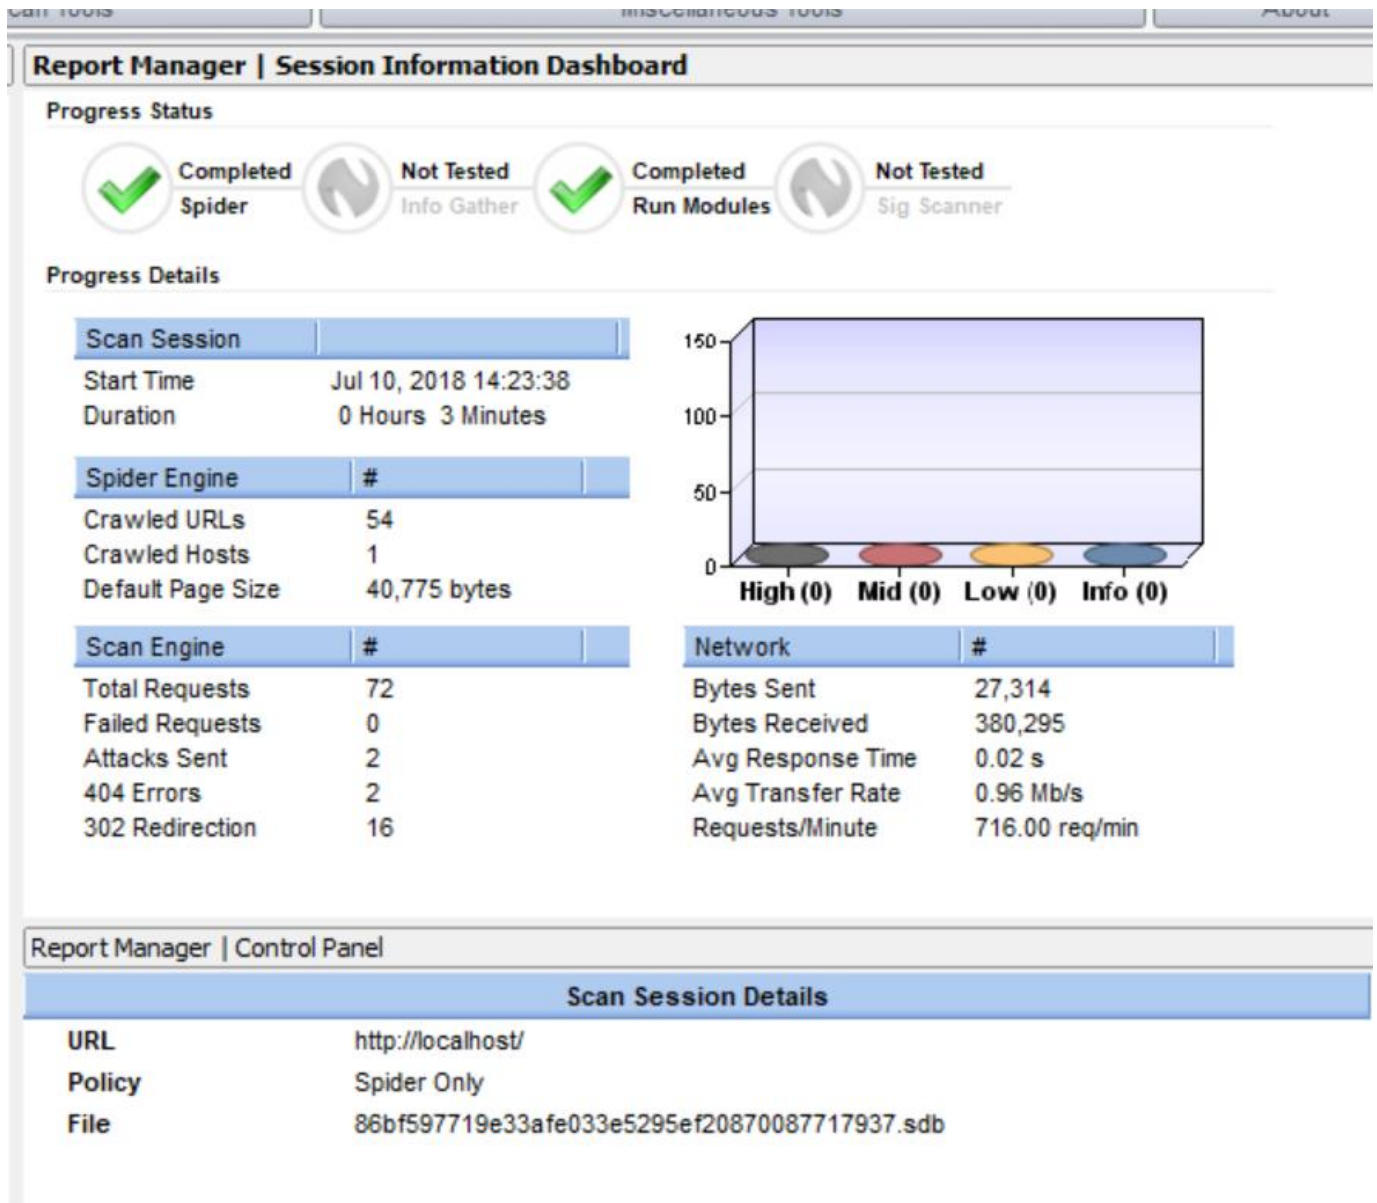 can Tools Miscellaneous Tools About
Report Manager | Session Information Dashboard
Progress Status
Completed Not Tested Completed Not Tested
Spider Info Gather Run Modules Sig Scanner
Progress Details
Scan Session
Start Time Jul 10, 2018 14:23:38
Duration 0 Hours 3 Minutes
Spider Engine #
Crawled URLs 54
Crawled Hosts 1
Default Page Size 40,775 bytes
150
100
50
0
High (0) Mid (0) Low (0) Info (0)
Scan Engine #
Total Requests 72
Failed Requests 0
Attacks Sent 2
404 Errors 2
302 Redirection 16
Network #
Bytes Sent 27,314
Bytes Received 380,295
Avg Response Time 0.02 s
Avg Transfer Rate 0.96 Mb/s
Requests/Minute 716.00 req/min
Report Manager | Control Panel
Scan Session Details
URL http://localhost/
Policy Spider Only
File 86bf597719e33afe033e5295ef20870087717937.sdb